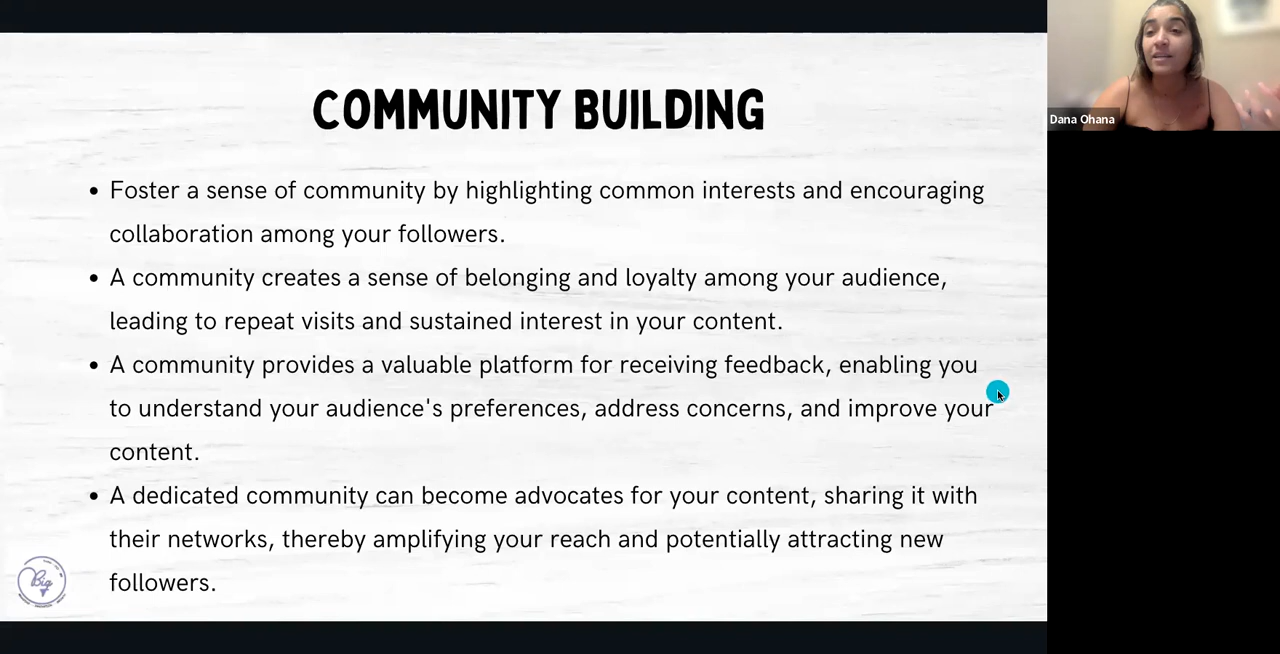 COMMUNITY BUILDING
Dana Ohana
• Foster a sense of community by highlighting common interests and encouraging
collaboration among your followers.
• A community creates a sense of belonging and loyalty among your audience,
leading to repeat visits and sustained interest in your content.
• A community provides a valuable platform for receiving feedback, enabling you
to understand your audience's preferences, address concerns, and improve your
content.
• A dedicated community can become advocates for your content, sharing it with
their networks, thereby amplifying your reach and potentially attracting new
followers.
Big